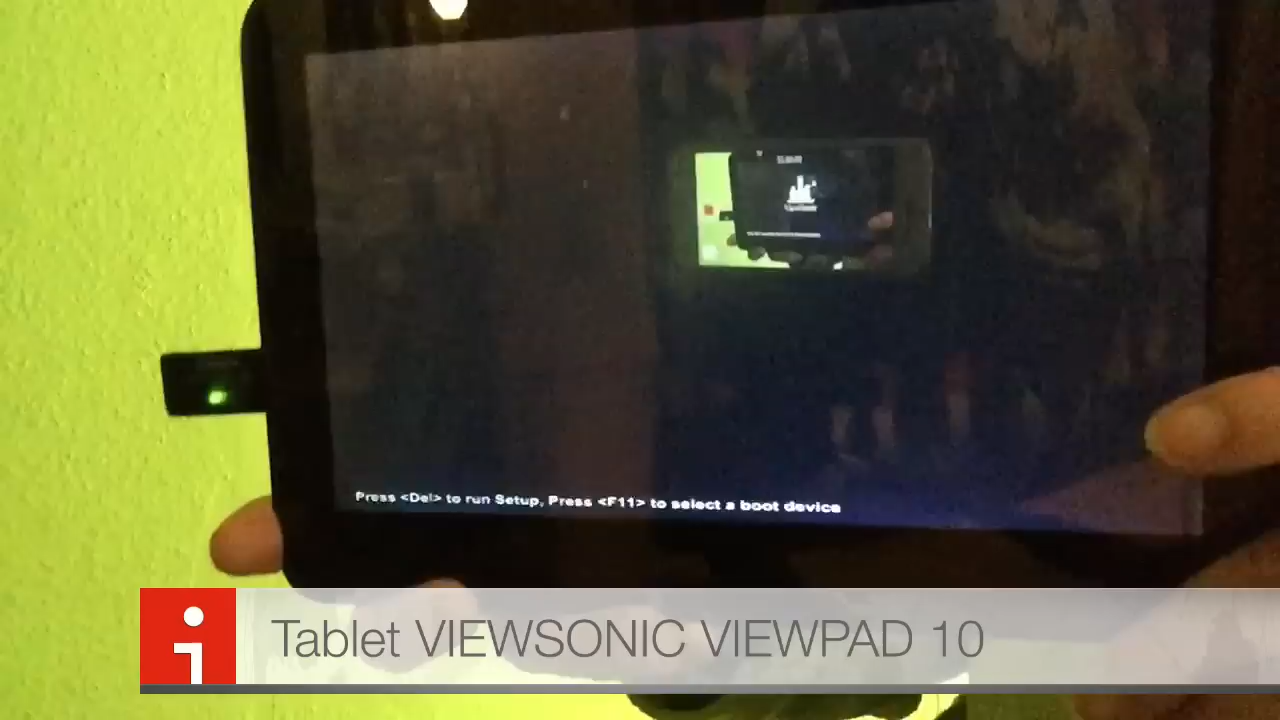 Press <Del> to run Setup, Press <F11> to select a boot device
Tablet VIEWSONIC VIEWPAD 10